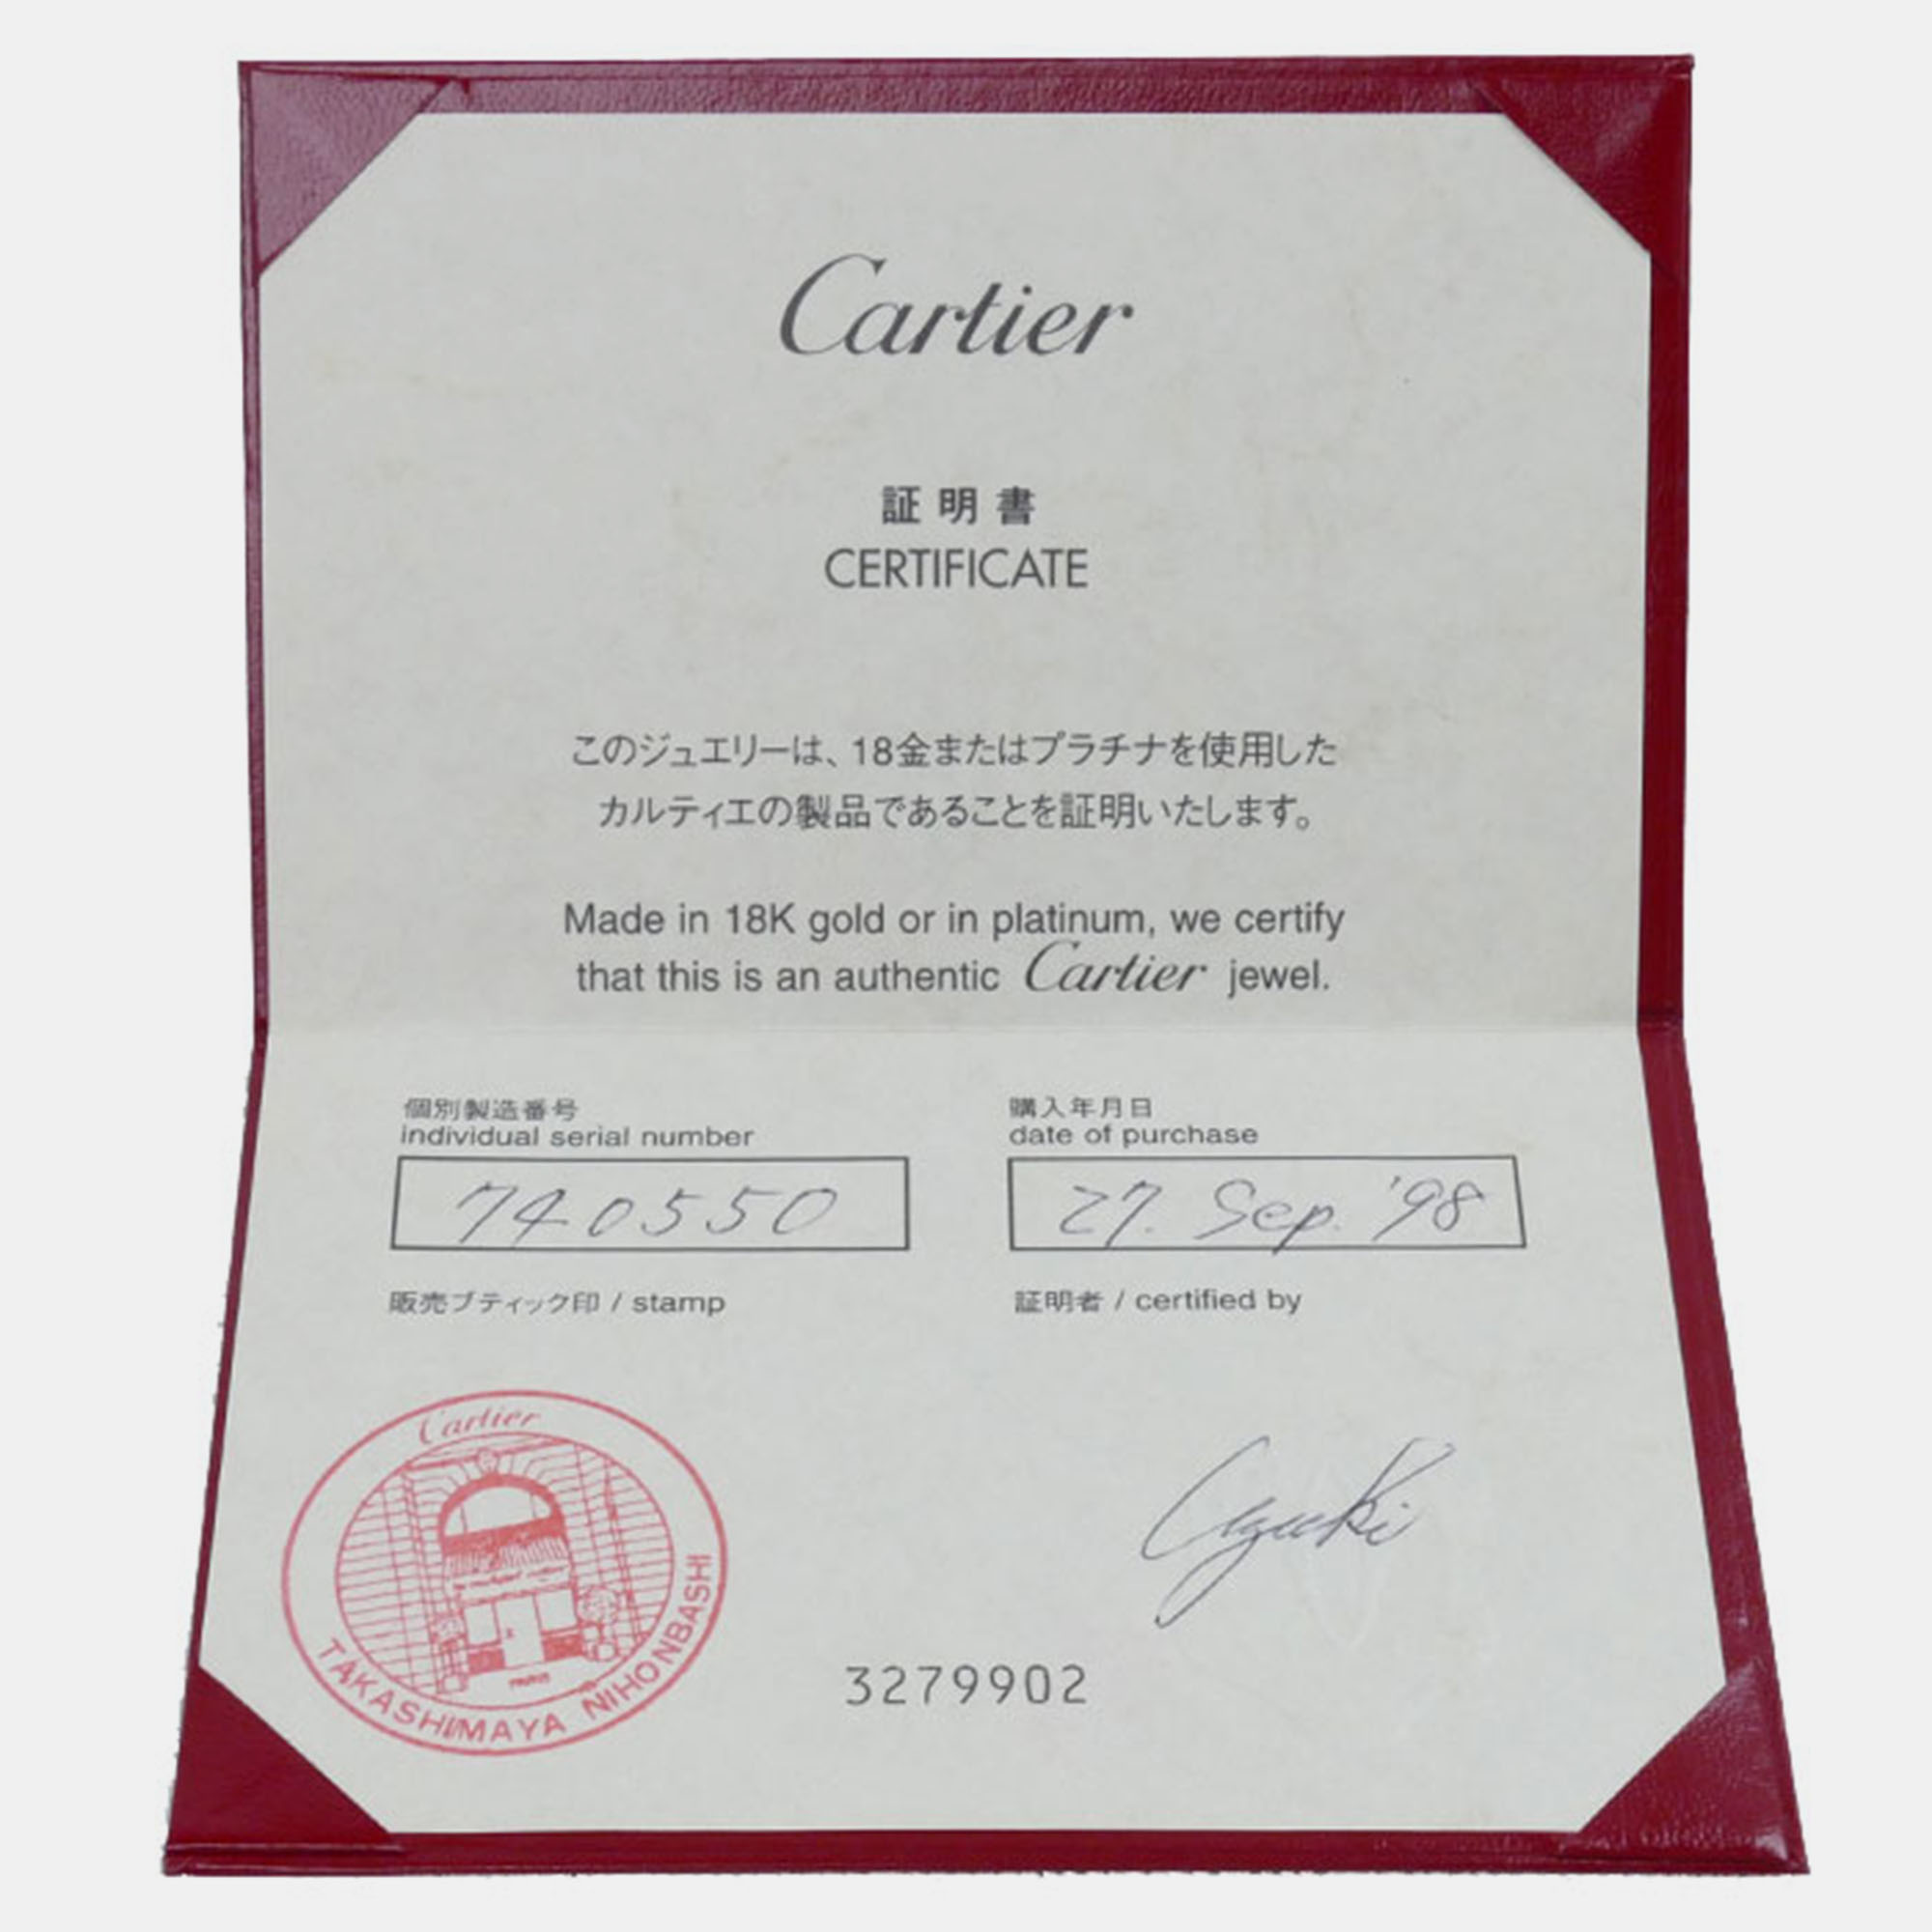 Cartier
証明書
CERTIFICATE
このジュエリーは、18金またはプラチナを使用した
カルティエの製品であることを証明いたします。
Made in 18K gold or in platinum, we certify
that this is an authentic Cartier jewel.
個別製造番号
individual serial number
740550
購入年月日
date of purchase
27. Sep. '98
販売ブティック印 / stamp
証明者 / certified by
Cartier
TAKASHIMAYA NIHONBASHI
3279902